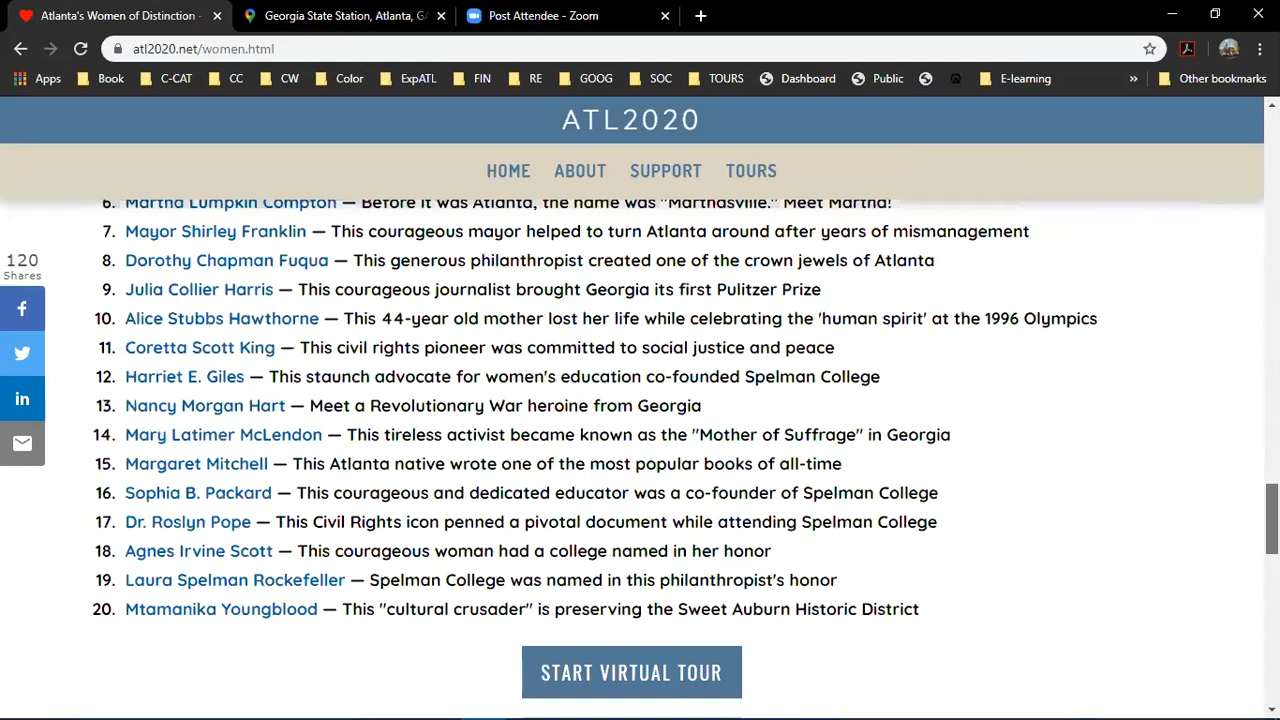 Atlanta's Women of Distinction -
Georgia State Station, Atlanta, GA
Post Attendee - Zoom
atl2020.net/women.html
Apps Book C-CAT CC CW Color ExpATL FIN RE GOOG SOC TOURS Dashboard Public E-learning » Other bookmarks
ATL2020
HOME ABOUT SUPPORT TOURS
6. Martha Lumpkin Compton — Before it was Atlanta, the name was "Marthasville." Meet Martha!
7. Mayor Shirley Franklin — This courageous mayor helped to turn Atlanta around after years of mismanagement
8. Dorothy Chapman Fuqua — This generous philanthropist created one of the crown jewels of Atlanta
9. Julia Collier Harris — This courageous journalist brought Georgia its first Pulitzer Prize
10. Alice Stubbs Hawthorne — This 44-year old mother lost her life while celebrating the 'human spirit' at the 1996 Olympics
11. Coretta Scott King — This civil rights pioneer was committed to social justice and peace
12. Harriet E. Giles — This staunch advocate for women's education co-founded Spelman College
13. Nancy Morgan Hart — Meet a Revolutionary War heroine from Georgia
14. Mary Latimer McLendon — This tireless activist became known as the "Mother of Suffrage" in Georgia
15. Margaret Mitchell — This Atlanta native wrote one of the most popular books of all-time
16. Sophia B. Packard — This courageous and dedicated educator was a co-founder of Spelman College
17. Dr. Roslyn Pope — This Civil Rights icon penned a pivotal document while attending Spelman College
18. Agnes Irvine Scott — This courageous woman had a college named in her honor
19. Laura Spelman Rockefeller — Spelman College was named in this philanthropist's honor
20. Mtamanika Youngblood — This "cultural crusader" is preserving the Sweet Auburn Historic District
120
Shares
START VIRTUAL TOUR